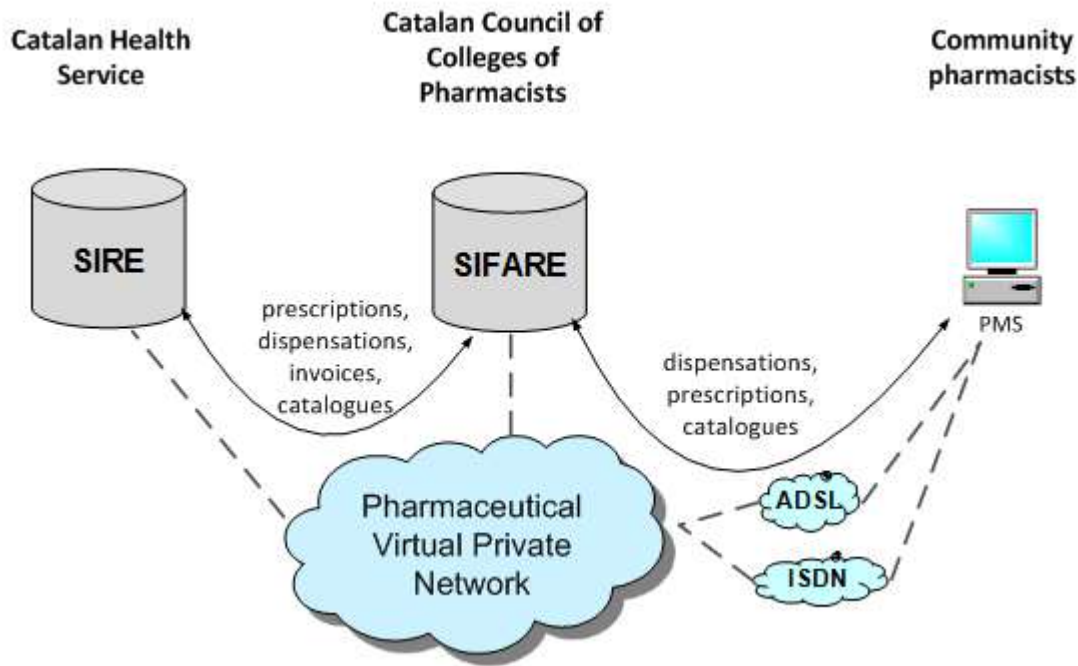 Catalan Health
Service
Catalan Council of
Colleges of
Pharmacists
Community
pharmacists
SIRE
SIFARE
PMS
prescriptions,
dispensations,
invoices,
catalogues
dispensations,
prescriptions,
catalogues
Pharmaceutical
Virtual Private
Network
ADSL
ISDN